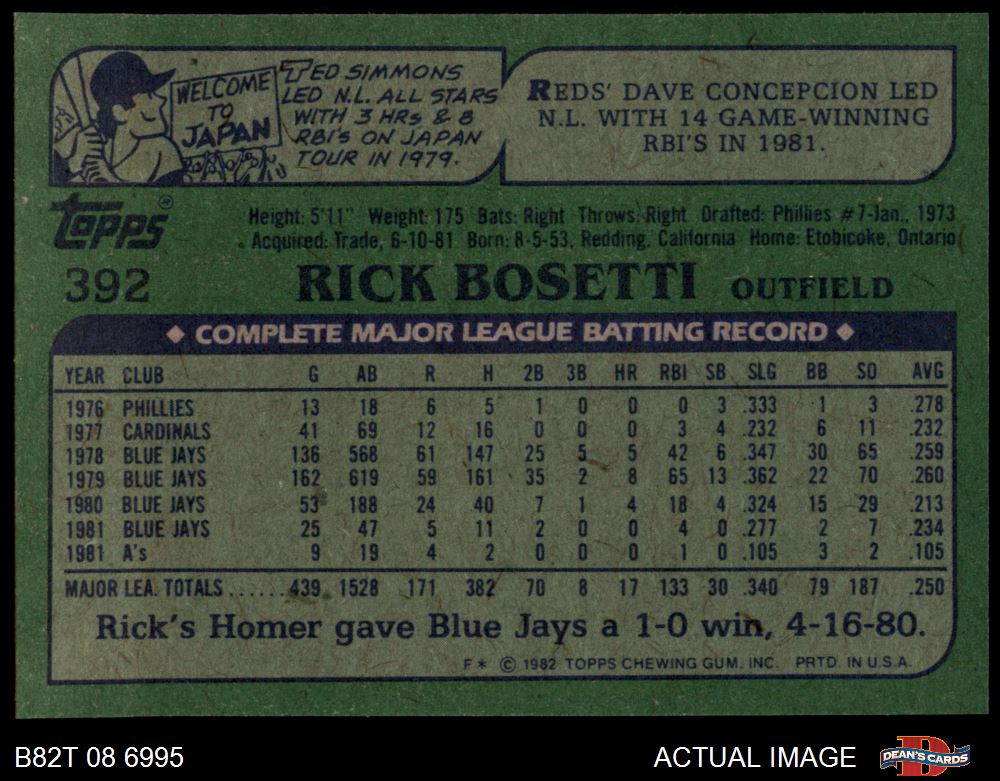 WELCOME
TO
JAPAN
TED SIMMONS
LED N.L. ALL STARS
WITH 3 HRs & 8
RBI's ON JAPAN
TOUR IN 1979.
REDS' DAVE CONCEPCION LED
N.L. WITH 14 GAME-WINNING
RBI'S IN 1981.
TOPPS®
Height: 5'11" Weight: 175 Bats: Right Throws: Right Drafted: Phillies #7-Jan., 1973
Acquired: Trade, 6-10-81 Born: 8-5-53, Redding, California Home: Etobicoke, Ontario
392 RICK BOSETTI OUTFIELD
◆ COMPLETE MAJOR LEAGUE BATTING RECORD ◆
YEAR CLUB G AB R H 2B 3B HR RBI SB SLG BB SO AVG
1976 PHILLIES 13 18 6 5 1 0 0 0 3 .333 1 3 .278
1977 CARDINALS 41 69 12 16 0 0 0 3 4 .232 6 11 .232
1978 BLUE JAYS 136 568 61 147 25 5 5 42 6 .347 30 65 .259
1979 BLUE JAYS 162 619 59 161 35 2 8 65 13 .362 22 70 .260
1980 BLUE JAYS 53 188 24 40 7 1 4 18 4 .324 15 29 .213
1981 BLUE JAYS 25 47 5 11 2 0 0 4 0 .277 2 7 .234
1981 A's 9 19 4 2 0 0 0 1 0 .105 3 2 .105
MAJOR LEA. TOTALS......439 1528 171 382 70 8 17 133 30 .340 79 187 .250
Rick's Homer gave Blue Jays a 1-0 win, 4-16-80.
F* © 1982 TOPPS CHEWING GUM, INC. PRTD. IN U.S.A.
B82T 08 6995 ACTUAL IMAGE DEAN'S CARDS